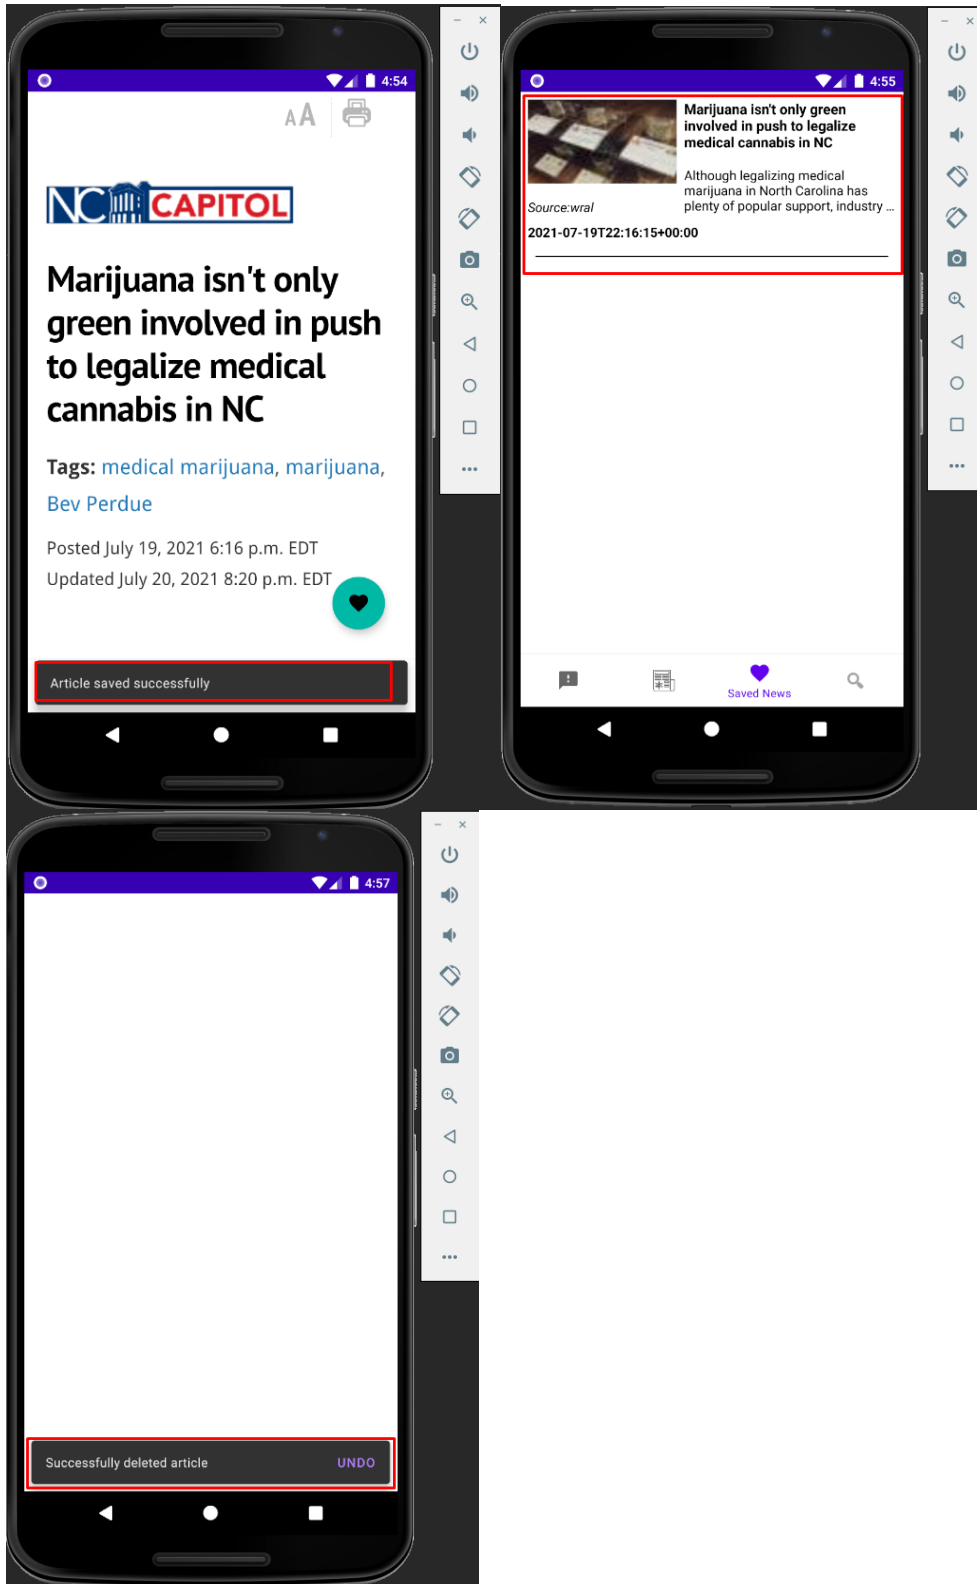 4:54
AA
NC CAPITOL
Marijuana isn't only
green involved in push
to legalize medical
cannabis in NC
Tags: medical marijuana, marijuana,
Bev Perdue
Posted July 19, 2021 6:16 p.m. EDT
Updated July 20, 2021 8:20 p.m. EDT
Article saved successfully
4:55
Marijuana isn't only green
involved in push to legalize
medical cannabis in NC
Although legalizing medical
marijuana in North Carolina has
plenty of popular support, industry ...
Source:wral
2021-07-19T22:16:15+00:00
Saved News
4:57
Successfully deleted article UNDO